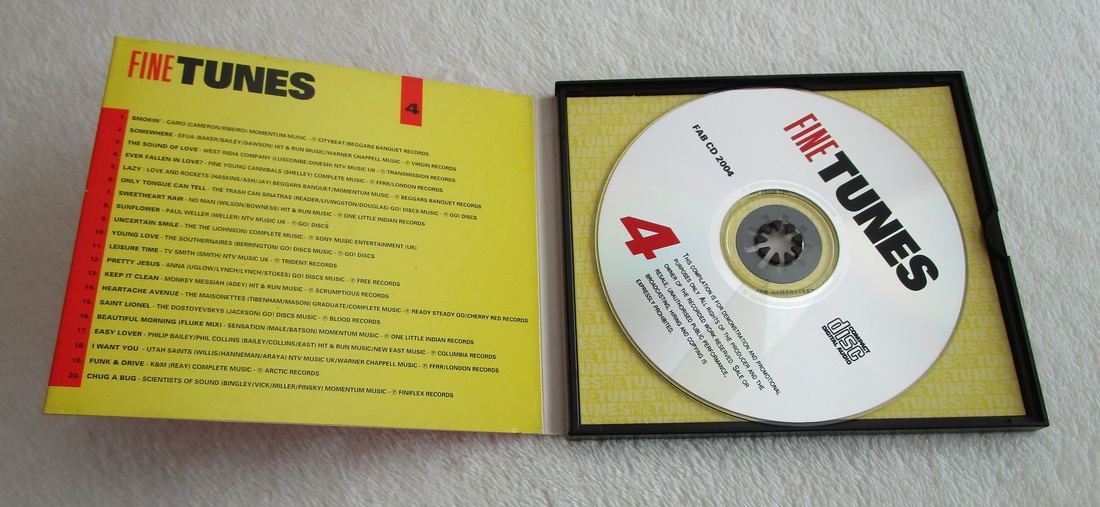 FINE TUNES
4
1. SMOKIN' - CAIRO (CAMERON/RIBEIRO) MOMENTUM MUSIC - ℗ CITYBEAT/BEGGARS BANQUET RECORDS
2. SOMEWHERE - EFUA (BAKER/BAILEY/DAWSON) HIT & RUN MUSIC/WARNER CHAPPELL MUSIC - ℗ VIRGIN RECORDS
3. THE SOUND OF LOVE - WEST INDIA COMPANY (LUSCOMBE/DINESH) NTV MUSIC UK - ℗ TRANSMISSION RECORDS
4. EVER FALLEN IN LOVE? - FINE YOUNG CANNIBALS (SHELLEY) COMPLETE MUSIC - ℗ FFRR/LONDON RECORDS
5. LAZY - LOVE AND ROCKETS (HASKINS/ASH/JAY) BEGGARS BANQUET/MOMENTUM MUSIC - ℗ BEGGARS BANQUET RECORDS
6. ONLY TONGUE CAN TELL - THE TRASH CAN SINATRAS (READER/LIVINGSTON/DOUGLAS) GO! DISCS MUSIC - ℗ GO! DISCS
7. SWEETHEART RAW - NO MAN (WILSON/BOWNESS) HIT & RUN MUSIC - ℗ ONE LITTLE INDIAN RECORDS
8. SUNFLOWER - PAUL WELLER (WELLER) NTV MUSIC UK - ℗ GO! DISCS
9. UNCERTAIN SMILE - THE THE (JOHNSON) COMPLETE MUSIC - ℗ SONY MUSIC ENTERTAINMENT (UK)
10. YOUNG LOVE - THE SOUTHERNAIRES (BERRINGTON) GO! DISCS MUSIC - ℗ GO! DISCS
11. LEISURE TIME - TV SMITH (SMITH) NTV MUSIC UK - ℗ TRIDENT RECORDS
12. PRETTY JESUS - ANNA (UGLOW/LYNCH/LYNCH/STOKES) GO! DISCS MUSIC - ℗ FREE RECORDS
13. KEEP IT CLEAN - MONKEY MESSIAH (ADEY) HIT & RUN MUSIC - ℗ SCRUMPTIOUS RECORDS
14. HEARTACHE AVENUE - THE MAISONETTES (TIBENHAM/MASON) GRADUATE/COMPLETE MUSIC - ℗ READY STEADY GO/CHERRY RED RECORDS
15. SAINT LIONEL - THE DOSTOYEVSKYS (JACKSON) GO! DISCS MUSIC - ℗ BLOOD RECORDS
16. BEAUTIFUL MORNING (FLUKE MIX) - SENSATION (MALE/BATSON) MOMENTUM MUSIC - ℗ ONE LITTLE INDIAN RECORDS
17. EASY LOVER - PHILIP BAILEY/PHIL COLLINS (BAILEY/COLLINS/EAST) HIT & RUN MUSIC/NEW EAST MUSIC - ℗ COLUMBIA RECORDS
18. I WANT YOU - UTAH SAINTS (WILLIS/HANNEMAN/ARAYA) NTV MUSIC UK/WARNER CHAPPELL MUSIC - ℗ FFRR/LONDON RECORDS
19. FUNK & DRIVE - K&M (REAY) COMPLETE MUSIC - ℗ ARCTIC RECORDS
20. CHUG A BUG - SCIENTISTS OF SOUND (BINGLEY/VICK/MILLER/PINSKY) MOMENTUM MUSIC - ℗ FINIFLEX RECORDS
FINE TUNES
FAB CD 2004
4
THIS COMPILATION IS FOR DEMONSTRATION AND PROMOTIONAL
PURPOSES ONLY. ALL RIGHTS OF THE PRODUCER AND THE
OWNER OF THE RECORDED WORK RESERVED. SALE OR
RESALE, UNAUTHORISED PUBLIC PERFORMANCE,
BROADCASTING, HIRING AND COPYING IS
EXPRESSLY PROHIBITED.
COMPACT
disc
DIGITAL AUDIO